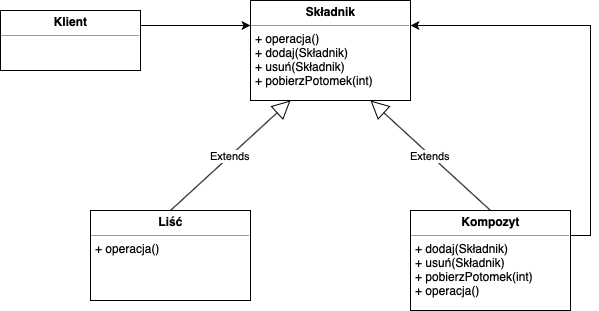 Klient
Składnik
+ operacja()
+ dodaj(Składnik)
+ usuń(Składnik)
+ pobierzPotomek(int)
Extends
Extends
Liść
+ operacja()
Kompozyt
+ dodaj(Składnik)
+ usuń(Składnik)
+ pobierzPotomek(int)
+ operacja()